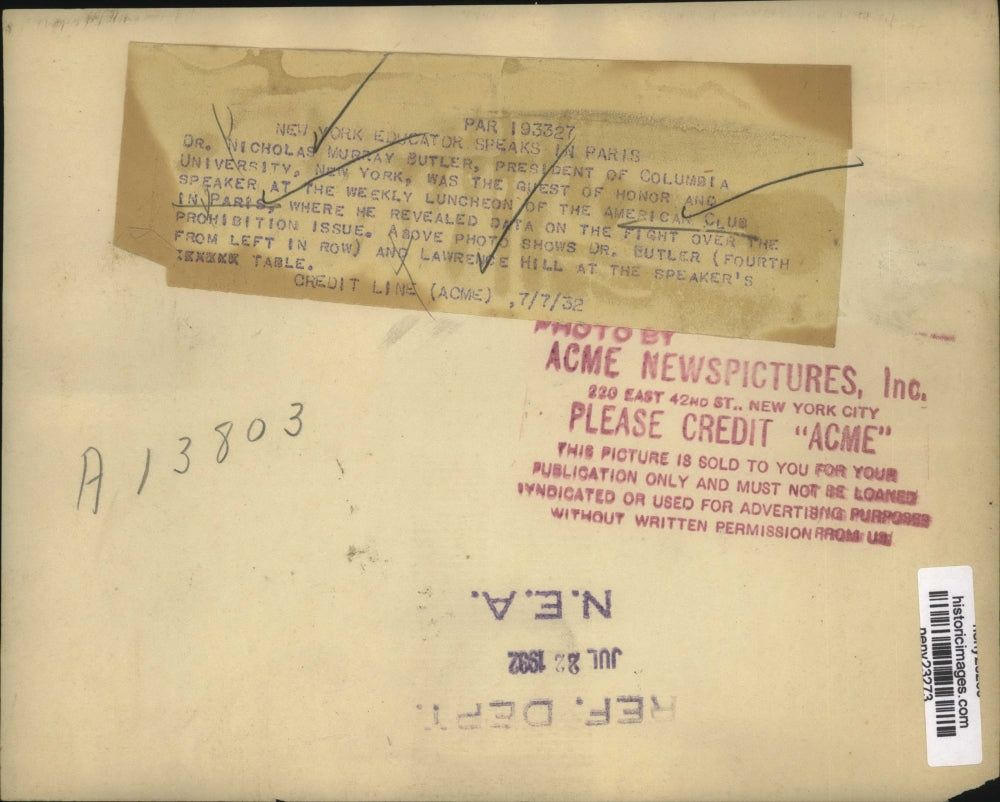 PAR 193327
NEW YORK EDUCATOR SPEAKS IN PARIS
DR. NICHOLAS MURRAY BUTLER, PRESIDENT OF COLUMBIA
UNIVERSITY, NEW YORK, WAS THE GUEST OF HONOR AND
SPEAKER AT THE WEEKLY LUNCHEON OF THE AMERICAN CLUB
IN PARIS, WHERE HE REVEALED DATA ON THE FIGHT OVER THE
PROHIBITION ISSUE. ABOVE PHOTO SHOWS DR. BUTLER (FOURTH
FROM LEFT IN ROW) AND LAWRENCE HILL AT THE SPEAKER'S
TABLE.
CREDIT LINE (ACME) ,7/7/32
PHOTO BY
ACME NEWSPICTURES, Inc.
220 EAST 42ND ST., NEW YORK CITY
PLEASE CREDIT "ACME"
THIS PICTURE IS SOLD TO YOU FOR YOUR
PUBLICATION ONLY AND MUST NOT BE LOANED
SYNDICATED OR USED FOR ADVERTISING PURPOSES
WITHOUT WRITTEN PERMISSION FROM US
A13803
REF. DEPT.
JUL 22 1932
N.E.A.
historicimages.com
neny23273